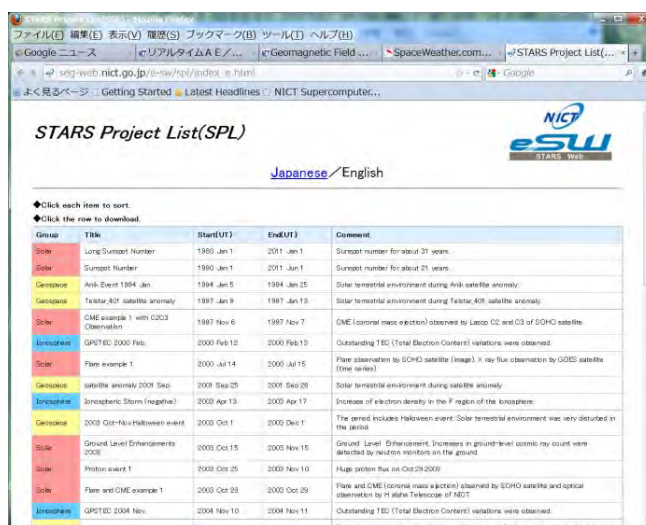 STARS Project List(SPL) - Mozilla Firefox
ファイル(F) 編集(E) 表示(V) 履歴(S) ブックマーク(B) ツール(T) ヘルプ(H)
Google ニュース リアルタイムAE/... Geomagnetic Field ... SpaceWeather.com... STARS Project List(...
seg-web.nict.go.jp/e-sw/spl/index_e.html Google
よく見るページ Getting Started Latest Headlines NICT Supercomputer...
STARS Project List(SPL)
NICT
eSW
STARS Web
Japanese／English
◆Click each item to sort.
◆Click the row to download.
Group Title Start(UT) End(UT) Comment
Solar Long Sunspot Number 1980 Jan 1 2011 Jan 1 Sunspot number for about 31 years.
Solar Sunspot Number 1990 Jan 1 2011 Jun 1 Sunspot number for about 21 years.
Geospace Anik Event 1994 Jan. 1994 Jan 5 1994 Jan 25 Solar terrestrial environment during Anik satellite anomaly.
Geospace Telstar_401 satellite anomaly 1997 Jan 9 1997 Jan 13 Solar terrestrial environment during Telstar_401 satellite anomaly.
Solar CME example 1 with C2C3 Observation 1997 Nov 6 1997 Nov 7 CME (coronal mass ejection) observed by Lasco C2 and C3 of SOHO satellite.
Ionosphere GPSTEC 2000 Feb. 2000 Feb 12 2000 Feb 13 Outstanding TEC (Total Electron Content) variations were observed.
Solar Flare example 1 2000 Jul 14 2000 Jul 15 Flare observation by SOHO satellite (image), X ray flux observation by GOES satellite (time series).
Geospace satellite anomaly 2001 Sep 2001 Sep 25 2001 Sep 28 Solar terrestrial environment during satellite anomaly
Ionosphere Ionospheric Storm (negative) 2003 Apr 13 2003 Apr 17 Increase of electron density in the F region of the ionosphere.
Geospace 2003 Oct-Nov Halloween event 2003 Oct 1 2003 Dec 1 The period includes Halloween event. Solar terrestrial environment was very disturbed in the period.
Solar Ground Level Enhancements 2003 2003 Oct 15 2003 Nov 15 Ground Level Enhancement, Increases in ground-level cosmic ray count were detected by neutron monitors on the ground
Solar Proton event 1 2003 Oct 25 2003 Nov 10 Huge proton flux on Oct.29 2003
Solar Flare and CME example 1 2003 Oct 28 2003 Oct 29 Flare and CME (coronal mass ejection) observed by SOHO satellite and optical observation by H alpha Telescope of NICT.
Ionosphere GPSTEC 2004 Nov. 2004 Nov 10 2004 Nov 11 Outstanding TEC (Total Electron Content) variations were observed.